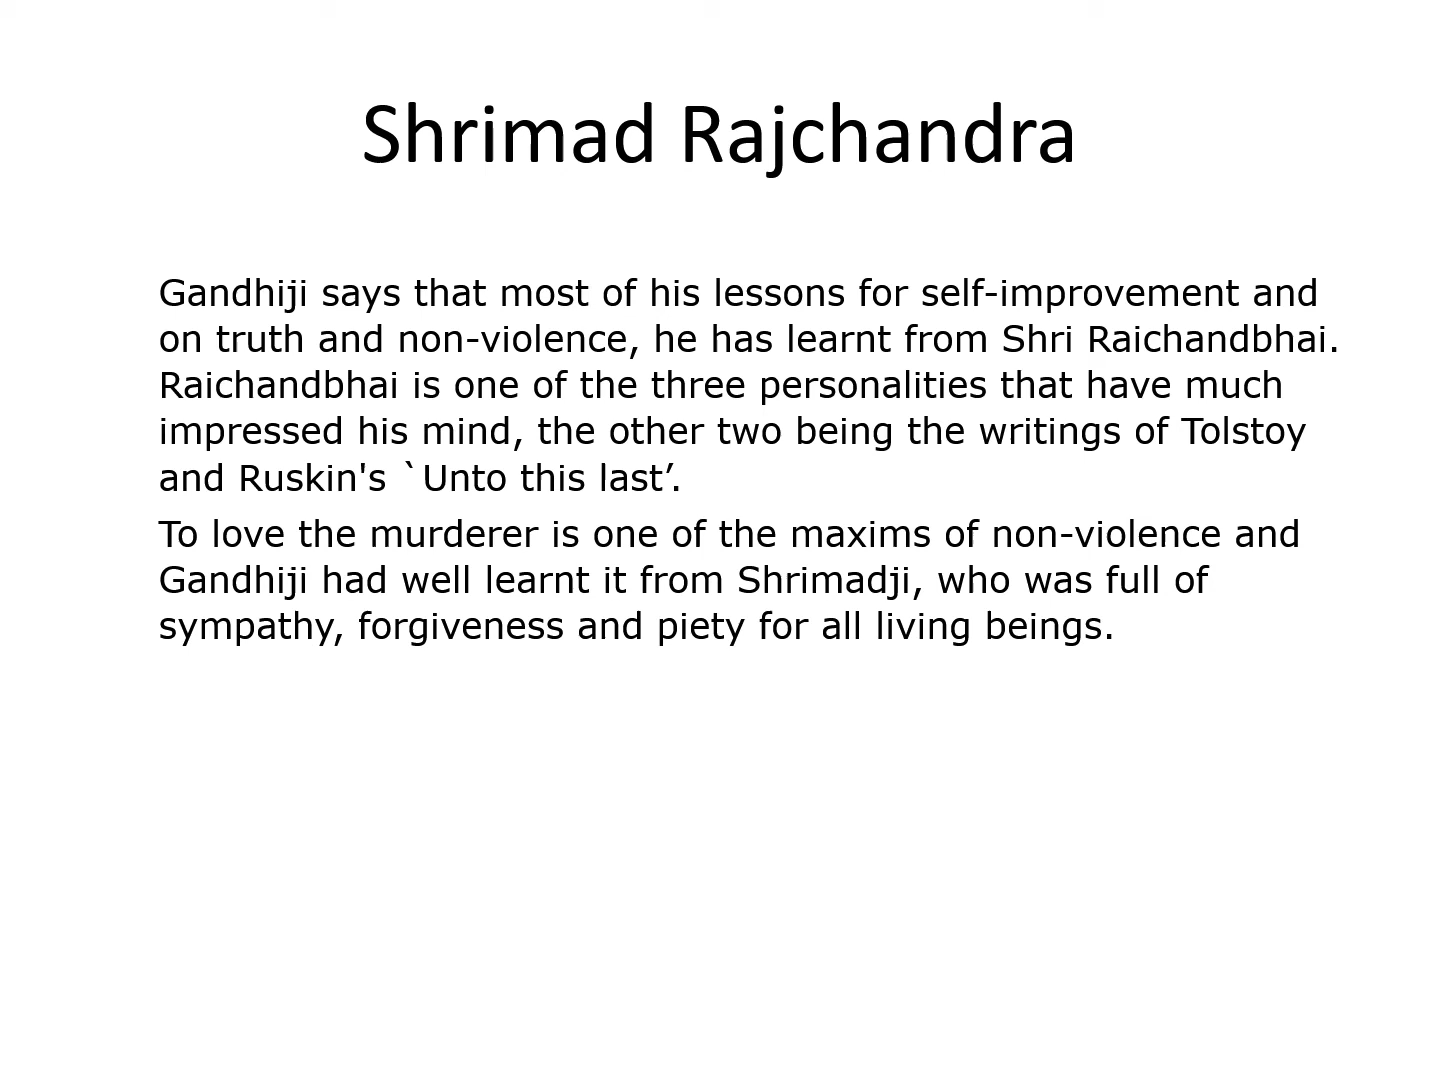 Shrimad Rajchandra
Gandhiji says that most of his lessons for self-improvement and
on truth and non-violence, he has learnt from Shri Raichandbhai.
Raichandbhai is one of the three personalities that have much
impressed his mind, the other two being the writings of Tolstoy
and Ruskin's `Unto this last’.
To love the murderer is one of the maxims of non-violence and
Gandhiji had well learnt it from Shrimadji, who was full of
sympathy, forgiveness and piety for all living beings.